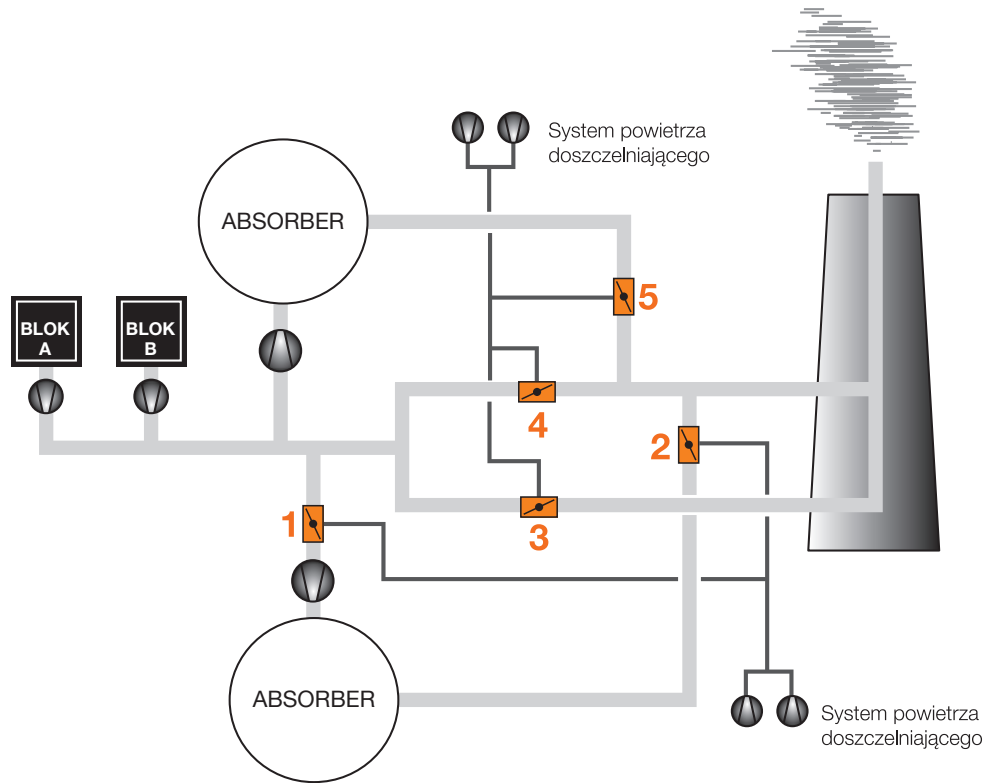 System powietrza
doszczelniającego
ABSORBER
5
BLOK
A
BLOK
B
4
2
1
3
ABSORBER
System powietrza
doszczelniającego